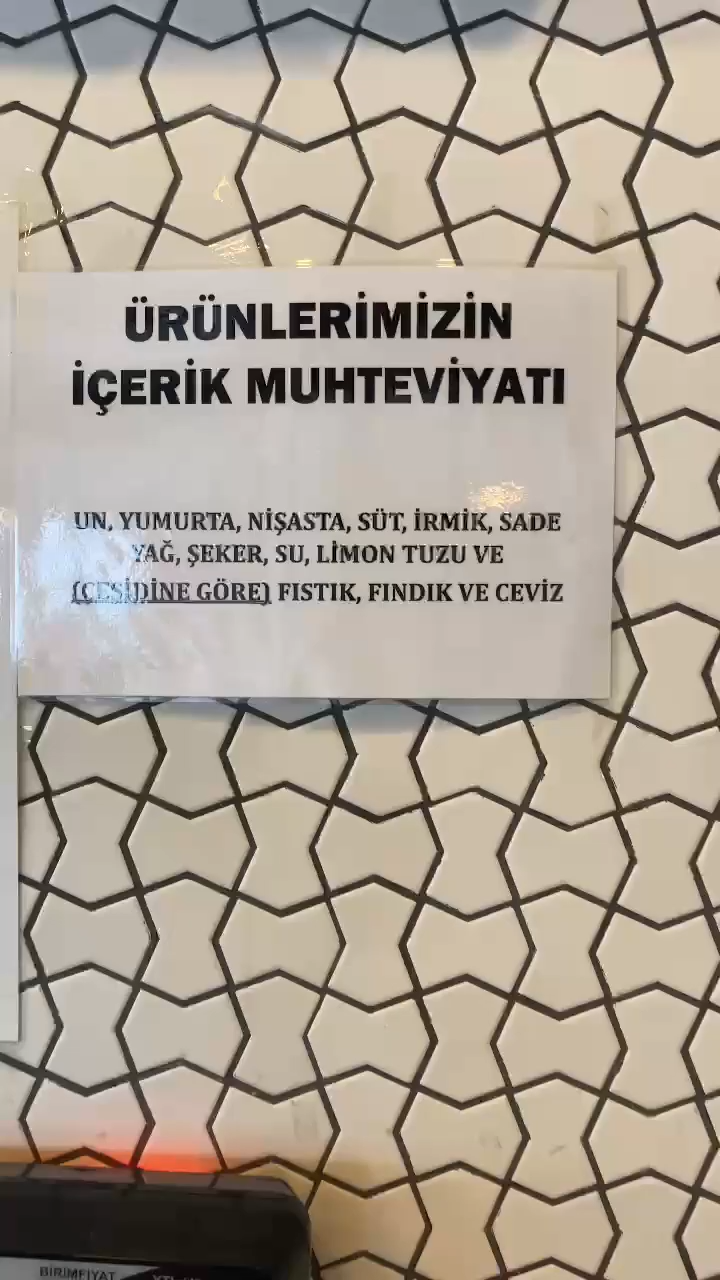 ÜRÜNLERİMİZİN
İÇERİK MUHTEVİYATI
UN, YUMURTA, NİŞASTA, SÜT, İRMİK, SADE
YAĞ, ŞEKER, SU, LİMON TUZU VE
(ÇEŞİDİNE GÖRE) FISTIK, FINDIK VE CEVİZ
BİRİMFİYAT